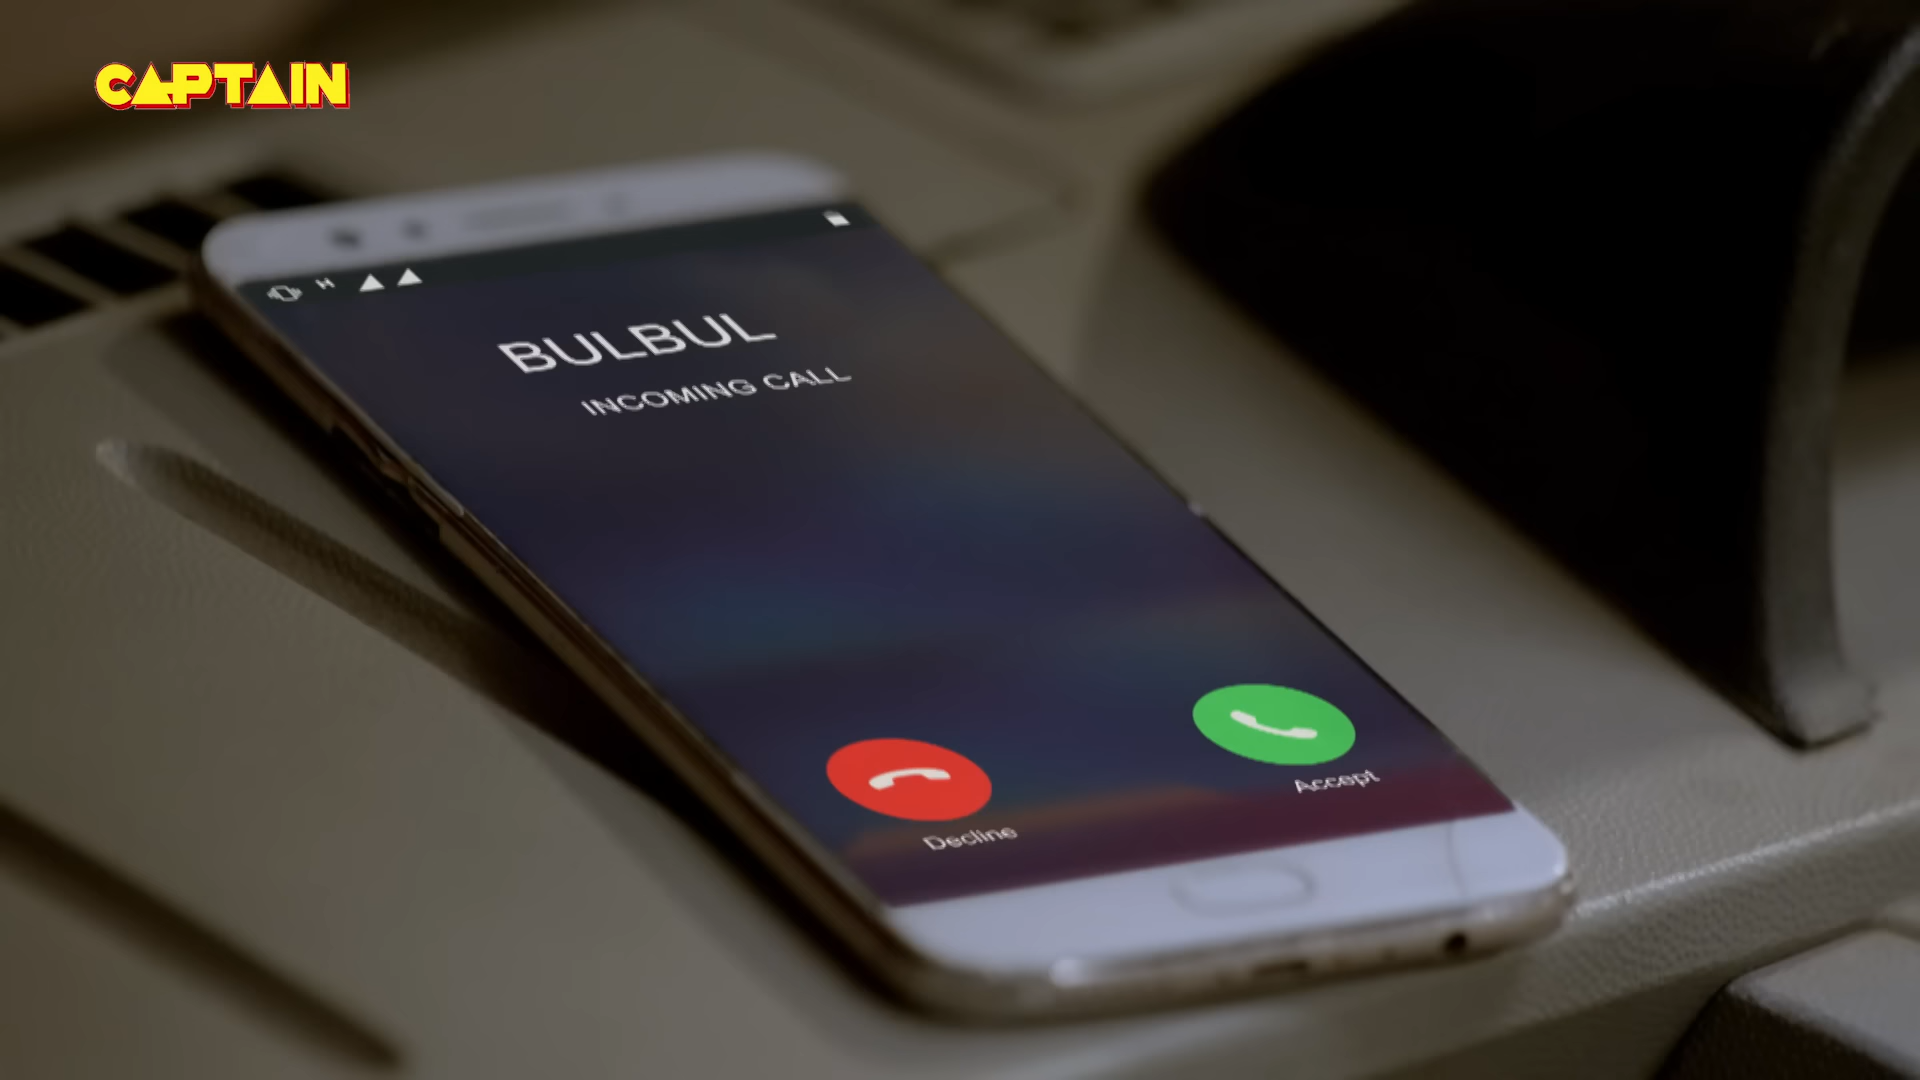 CAPTAIN
H
BULBUL
INCOMING CALL
Decline
Accept